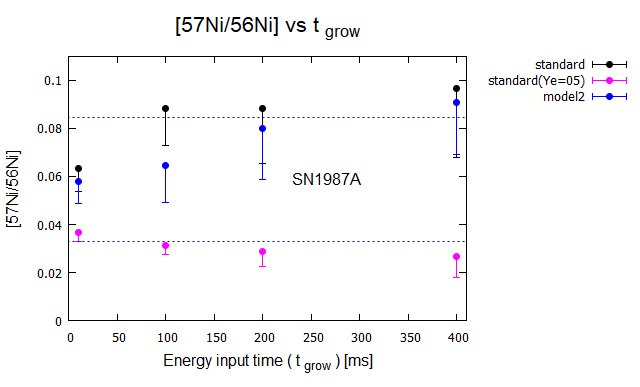 [57Ni/56Ni] vs t grow
standard
standard(Ye=05)
model2
[57Ni/56Ni]
0.1
0.08
0.06
0.04
0.02
0
SN1987A
0 50 100 150 200 250 300 350 400
Energy input time ( t grow ) [ms]